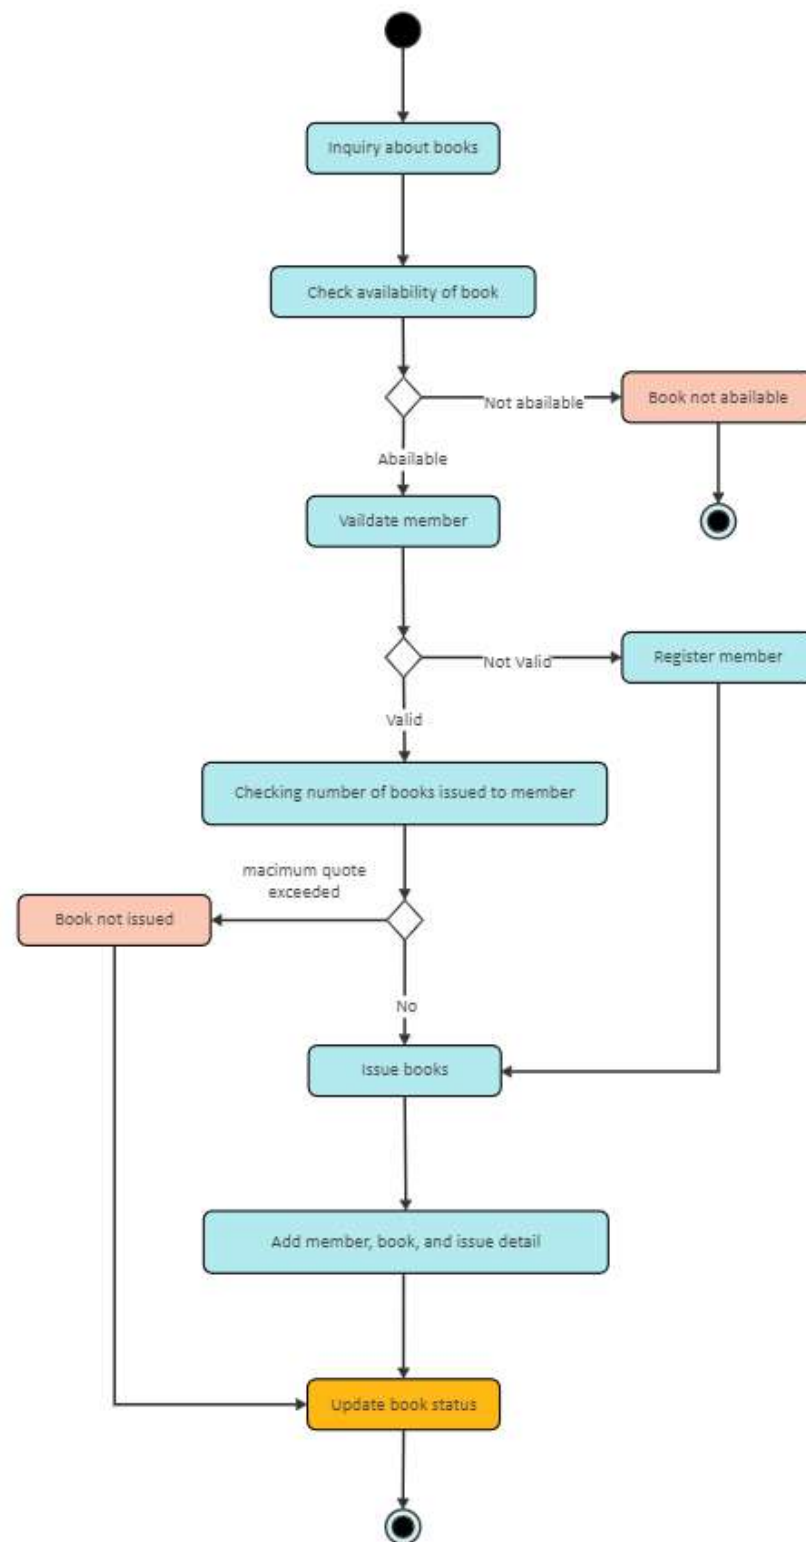 Inquiry about books
Check availability of book
Not abailable
Book not abailable
Abailable
Vaildate member
Not Valid
Register member
Valid
Checking number of books issued to member
macimum quote
exceeded
Book not issued
No
Issue books
Add member, book, and issue detail
Update book status